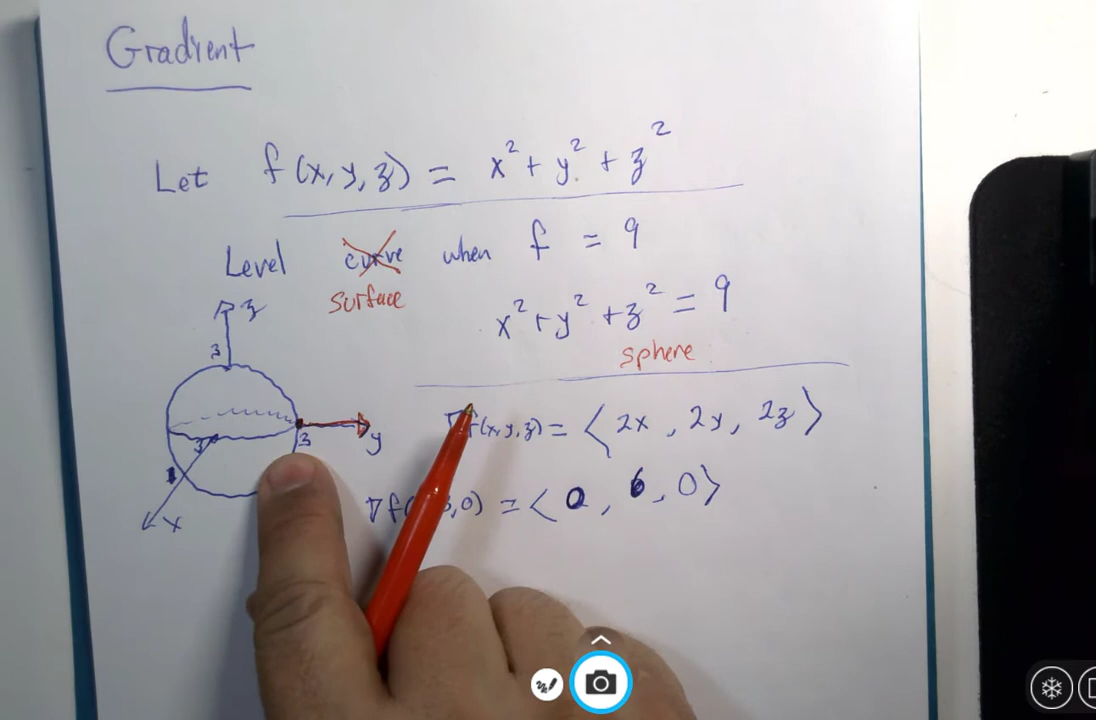 Gradient
Let f(x,y,z) = x² + y² + z²
Level curve when f = 9
surface
x² + y² + z² = 9
sphere
z
3
3
3
y
x
∇f(x,y,z) = ⟨2x, 2y, 2z⟩
,0) = ⟨0, 6, 0⟩